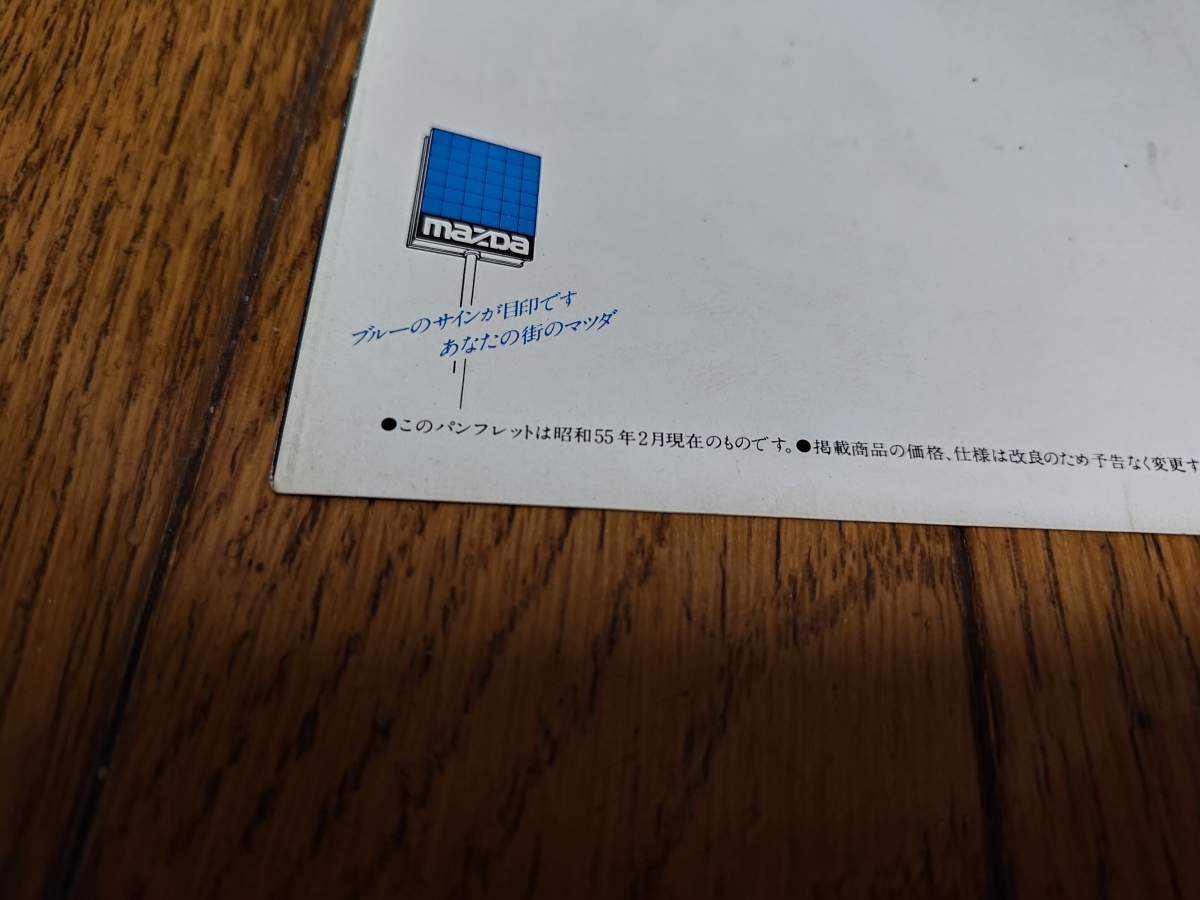 mazda
ブルーのサインが目印です
あなたの街のマツダ
●このパンフレットは昭和55年2月現在のものです。●掲載商品の価格、仕様は改良のため予告なく変更す